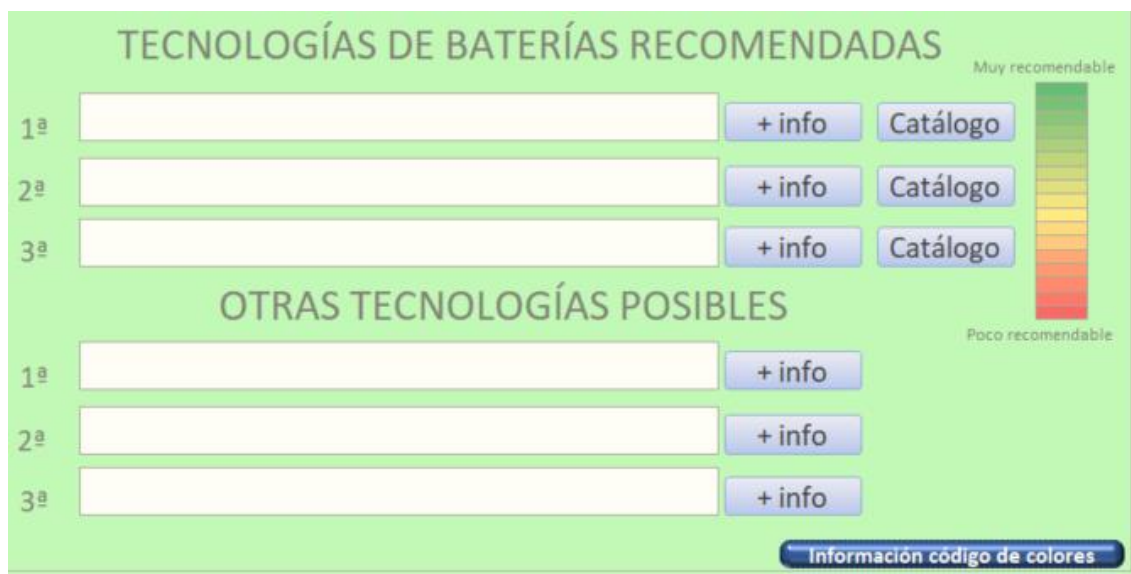 TECNOLOGÍAS DE BATERÍAS RECOMENDADAS
Muy recomendable
1ª + info Catálogo
2ª + info Catálogo
3ª + info Catálogo
OTRAS TECNOLOGÍAS POSIBLES
Poco recomendable
1ª + info
2ª + info
3ª + info
Información código de colores